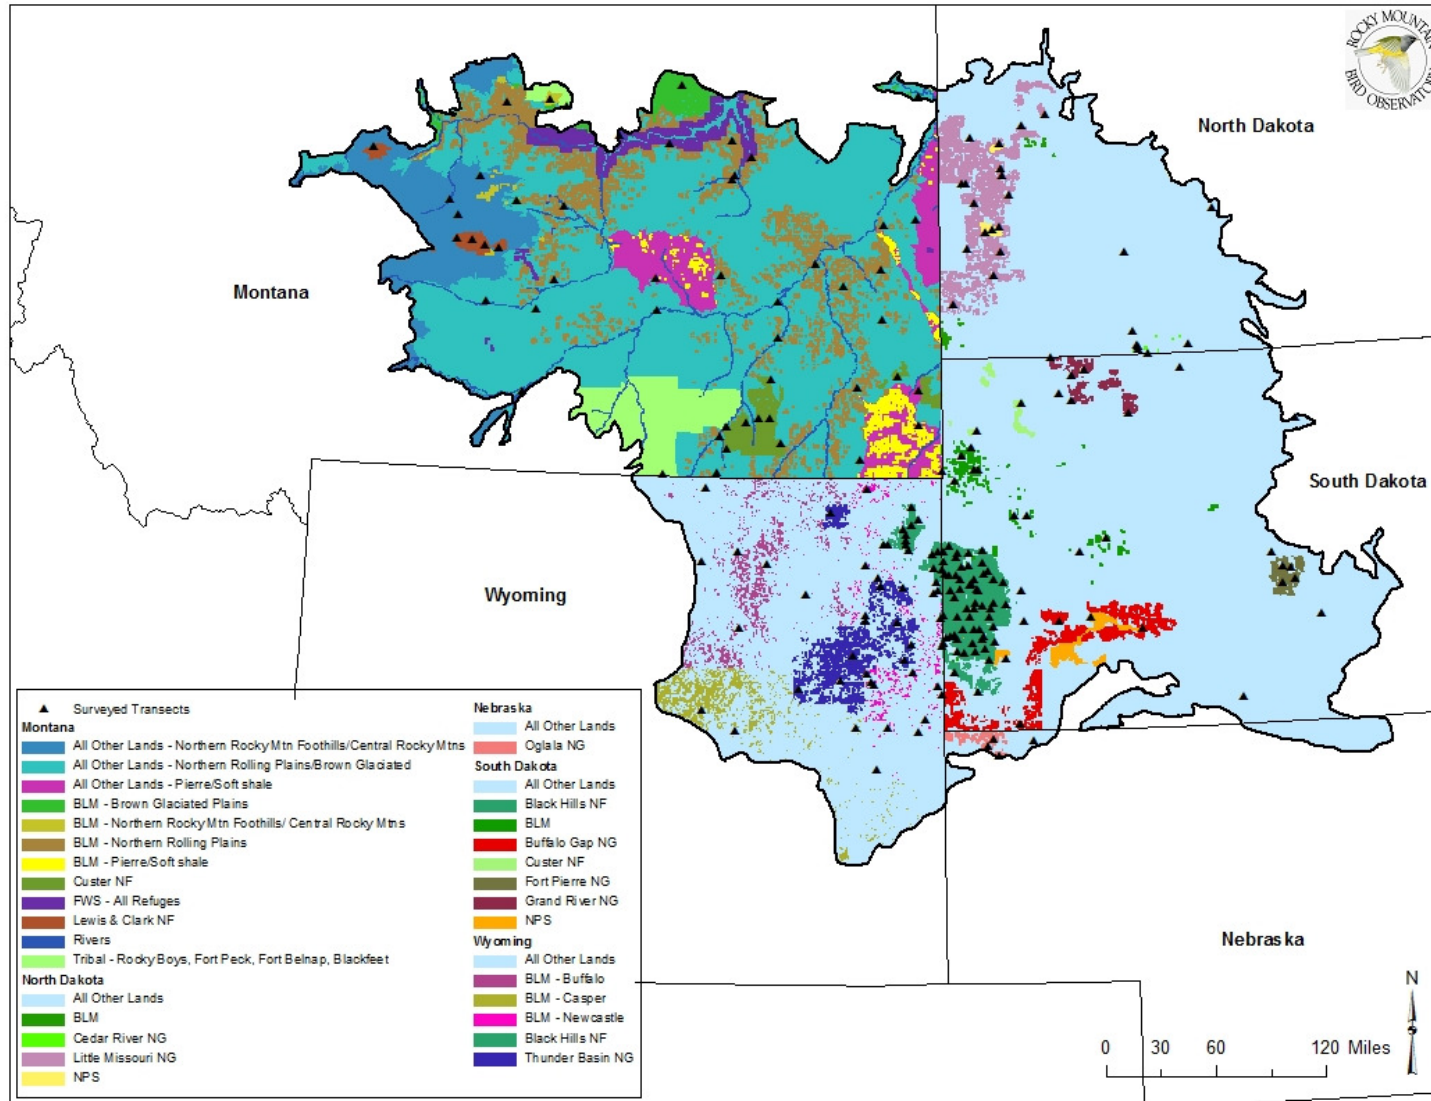 ROCKY MOUNTAIN
BIRD OBSERVATORY
North Dakota
Montana
South Dakota
Wyoming
Nebraska
Surveyed Transects
Montana
All Other Lands - Northern Rocky Mtn Foothills/Central Rocky Mtns
All Other Lands - Northern Rolling Plains/Brown Glaciated
All Other Lands - Pierre/Soft shale
BLM - Brown Glaciated Plains
BLM - Northern Rocky Mtn Foothills/ Central Rocky Mtns
BLM - Northern Rolling Plains
BLM - Pierre/Soft shale
Custer NF
FWS - All Refuges
Lewis & Clark NF
Rivers
Tribal - Rocky Boys, Fort Peck, Fort Belnap, Blackfeet
North Dakota
All Other Lands
BLM
Cedar River NG
Little Missouri NG
NPS
Nebraska
All Other Lands
Oglala NG
South Dakota
All Other Lands
Black Hills NF
BLM
Buffalo Gap NG
Custer NF
Fort Pierre NG
Grand River NG
NPS
Wyoming
All Other Lands
BLM - Buffalo
BLM - Casper
BLM - Newcastle
Black Hills NF
Thunder Basin NG
N
0 30 60 120 Miles